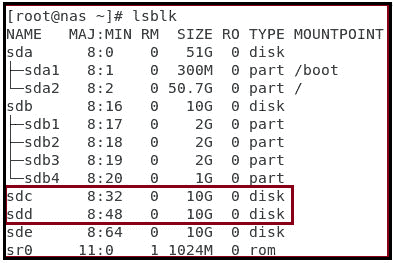 [root@nas ~]# lsblk
NAME   MAJ:MIN RM  SIZE RO TYPE MOUNTPOINT
sda      8:0    0   51G  0 disk
├─sda1   8:1    0  300M  0 part /boot
└─sda2   8:2    0 50.7G  0 part /
sdb      8:16   0   10G  0 disk
├─sdb1   8:17   0    2G  0 part
├─sdb2   8:18   0    2G  0 part
├─sdb3   8:19   0    2G  0 part
└─sdb4   8:20   0    1G  0 part
sdc      8:32   0   10G  0 disk
sdd      8:48   0   10G  0 disk
sde      8:64   0   10G  0 disk
sr0     11:0    1 1024M  0 rom